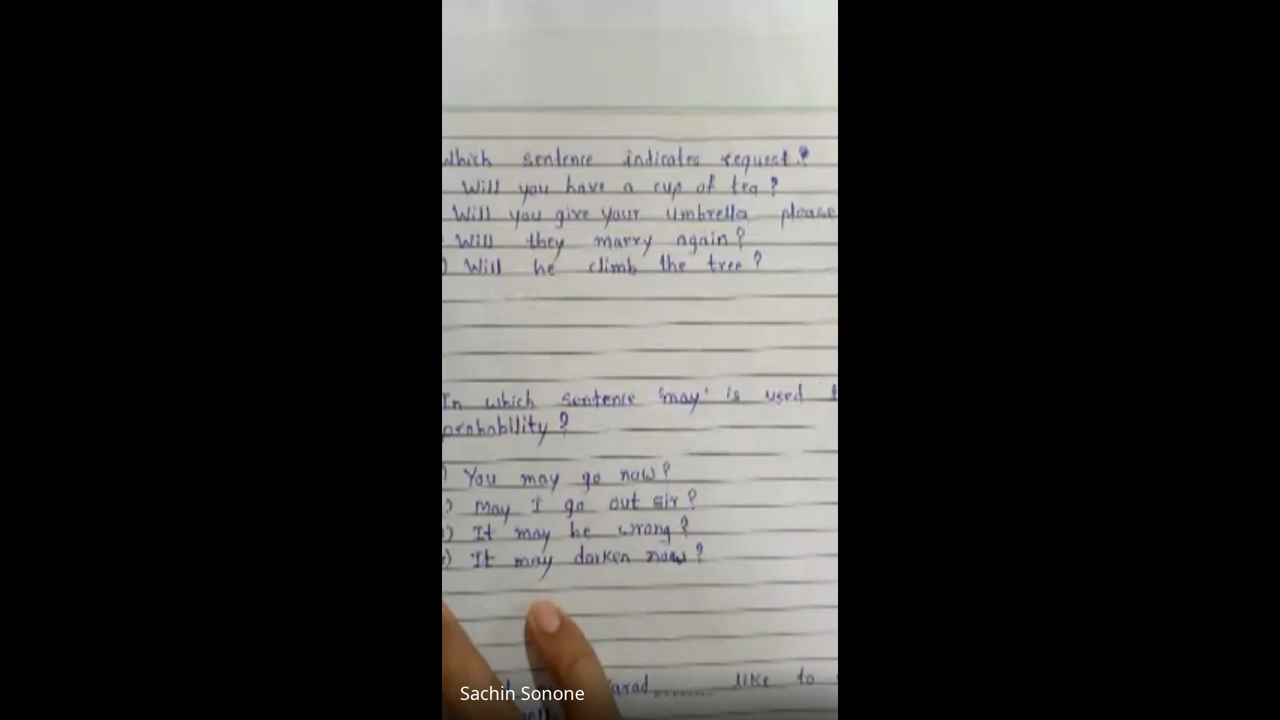 Which sentence indicates request?
Will you have a cup of tea?
Will you give your Umbrella please
Will they marry again?
) Will he climb the tree?
In which sentence 'may' is used
probability?
) You may go now?
) May I go out sir?
) It may be wrong?
) It may darken now?
like to
Sachin Sonone